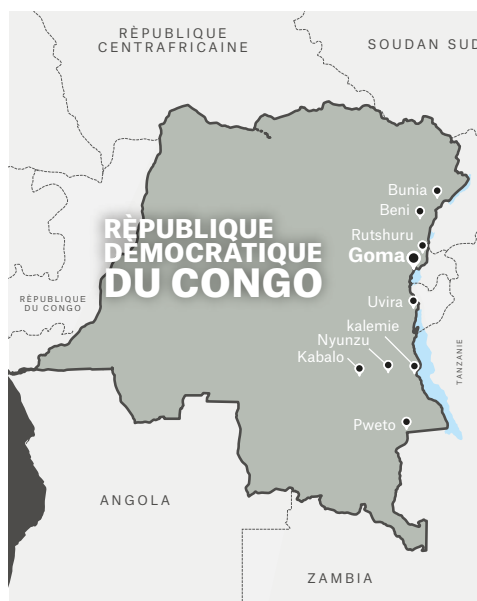 RÈPUBLIQUE
CENTRAFRICAINE
SOUDAN SUD
Bunia
Beni
Rutshuru
Goma
RÈPUBLIQUE
DÉMOCRATIQUE
DU CONGO
RÈPUBLIQUE
DU CONGO
Uvira
kalemie
Nyunzu
Kabalo
TANZANIE
Pweto
ANGOLA
ZAMBIA